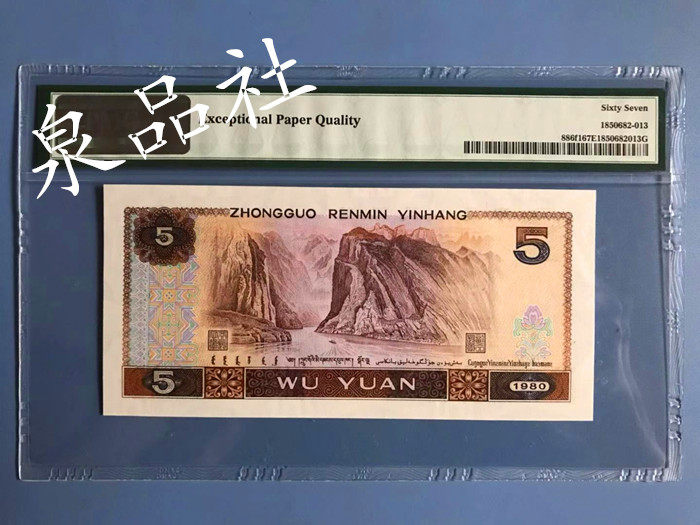 泉品社
Exceptional Paper Quality
Sixty Seven
1850682-013
886f167E1850682013G
ZHONGGUO RENMIN YINHANG
5
5
5
WU YUAN
1980